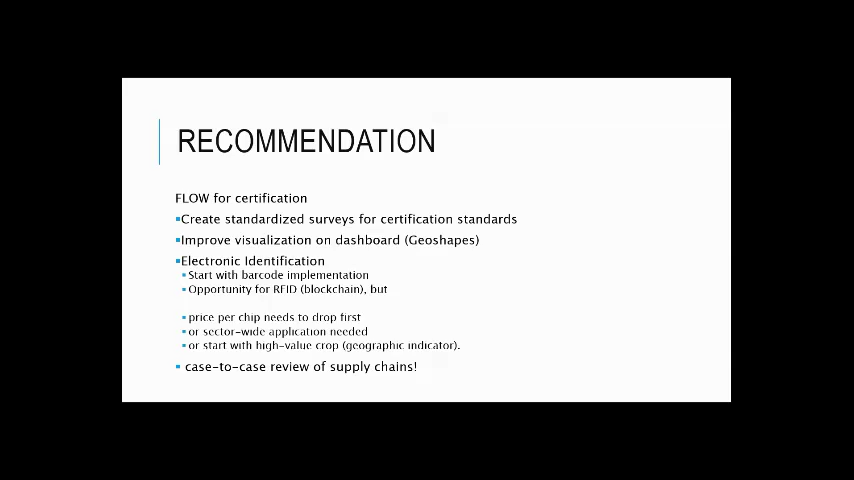 RECOMMENDATION
FLOW for certification
▪Create standardized surveys for certification standards
▪Improve visualization on dashboard (Geoshapes)
▪Electronic Identification
▪Start with barcode implementation
▪Opportunity for RFID (blockchain), but
▪price per chip needs to drop first
▪or sector-wide application needed
▪or start with high-value crop (geographic indicator).
▪ case-to-case review of supply chains!